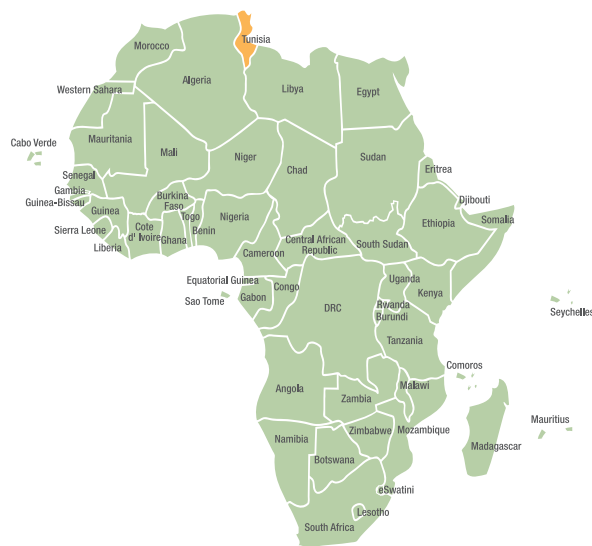 Tunisia
Morocco
Algeria
Libya
Egypt
Western Sahara
Mauritania
Mali
Niger
Chad
Sudan
Eritrea
Cabo Verde
Senegal
Gambia
Guinea-Bissau
Guinea
Sierra Leone
Liberia
Cote
d' Ivoire
Burkina
Faso
Ghana
Togo
Benin
Nigeria
Cameroon
Central African
Republic
South Sudan
Djibouti
Ethiopia
Somalia
Equatorial Guinea
Sao Tome
Gabon
Congo
DRC
Uganda
Kenya
Rwanda
Burundi
Tanzania
Seychelles
Comoros
Angola
Zambia
Malawi
Mozambique
Zimbabwe
Namibia
Botswana
Madagascar
Mauritius
eSwatini
Lesotho
South Africa